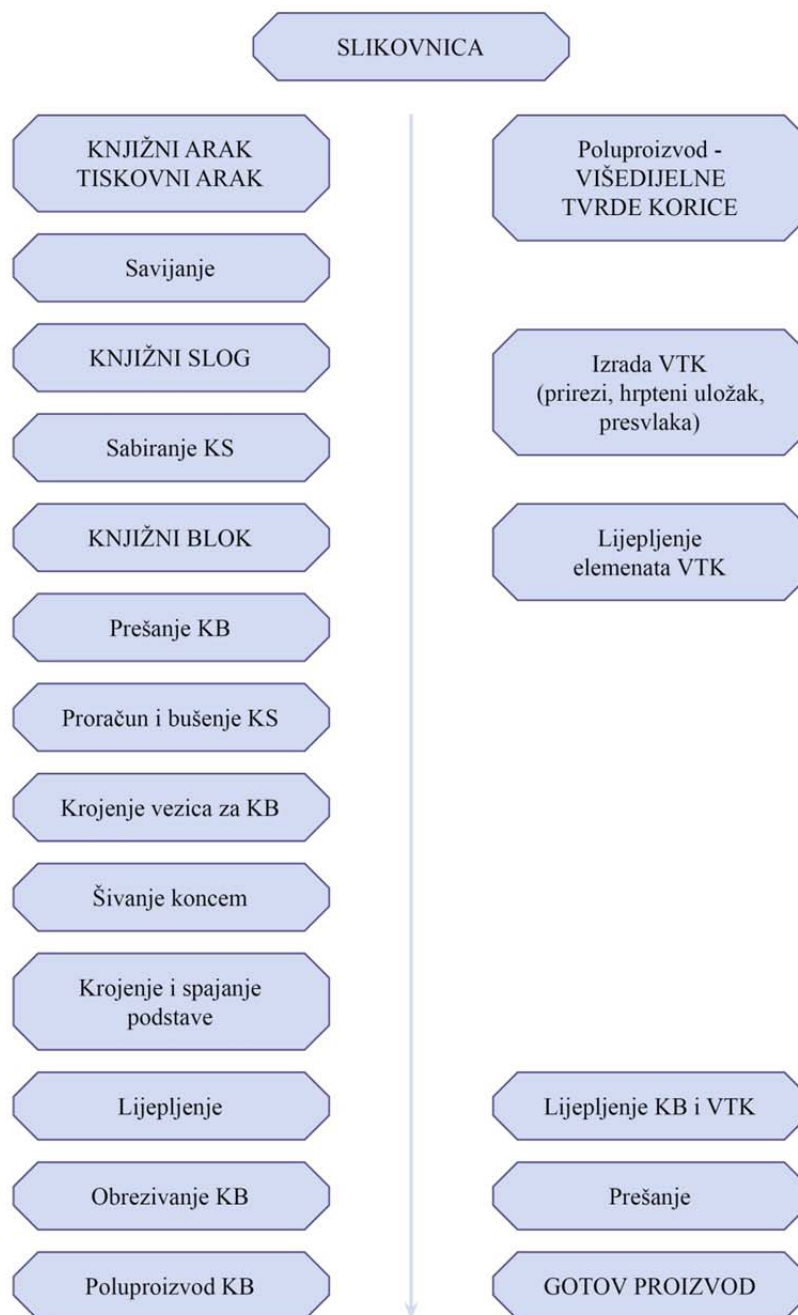 SLIKOVNICA
KNJIŽNI ARAK
TISKOVNI ARAK
Savijanje
KNJIŽNI SLOG
Sabiranje KS
KNJIŽNI BLOK
Prešanje KB
Proračun i bušenje KS
Krojenje vezica za KB
Šivanje koncem
Krojenje i spajanje
podstave
Lijepljenje
Obrezivanje KB
Poluproizvod KB
Poluproizvod -
VIŠEDIJELNE
TVRDE KORICE
Izrada VTK
(prirezi, hrpteni uložak,
presvlaka)
Lijepljenje
elemenata VTK
Lijepljenje KB i VTK
Prešanje
GOTOV PROIZVOD